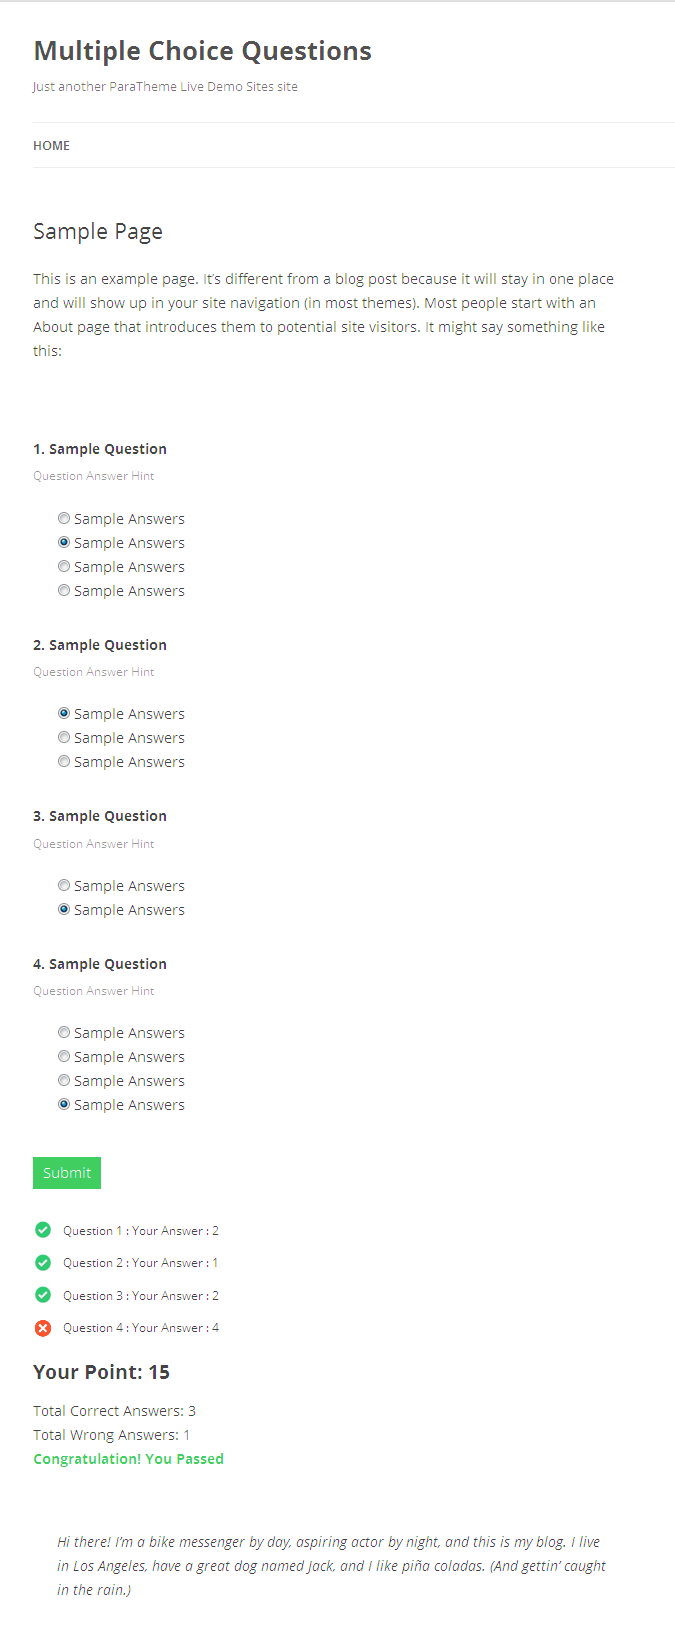 Multiple Choice Questions
Just another ParaTheme Live Demo Sites site
HOME
Sample Page
This is an example page. It’s different from a blog post because it will stay in one place
and will show up in your site navigation (in most themes). Most people start with an
About page that introduces them to potential site visitors. It might say something like
this:
1. Sample Question
Question Answer Hint
Sample Answers
Sample Answers
Sample Answers
Sample Answers
2. Sample Question
Question Answer Hint
Sample Answers
Sample Answers
Sample Answers
3. Sample Question
Question Answer Hint
Sample Answers
Sample Answers
4. Sample Question
Question Answer Hint
Sample Answers
Sample Answers
Sample Answers
Sample Answers
Submit
Question 1 : Your Answer : 2
Question 2 : Your Answer : 1
Question 3 : Your Answer : 2
Question 4 : Your Answer : 4
Your Point: 15
Total Correct Answers: 3
Total Wrong Answers: 1
Congratulation! You Passed
Hi there! I’m a bike messenger by day, aspiring actor by night, and this is my blog. I live
in Los Angeles, have a great dog named Jack, and I like piña coladas. (And gettin’ caught
in the rain.)